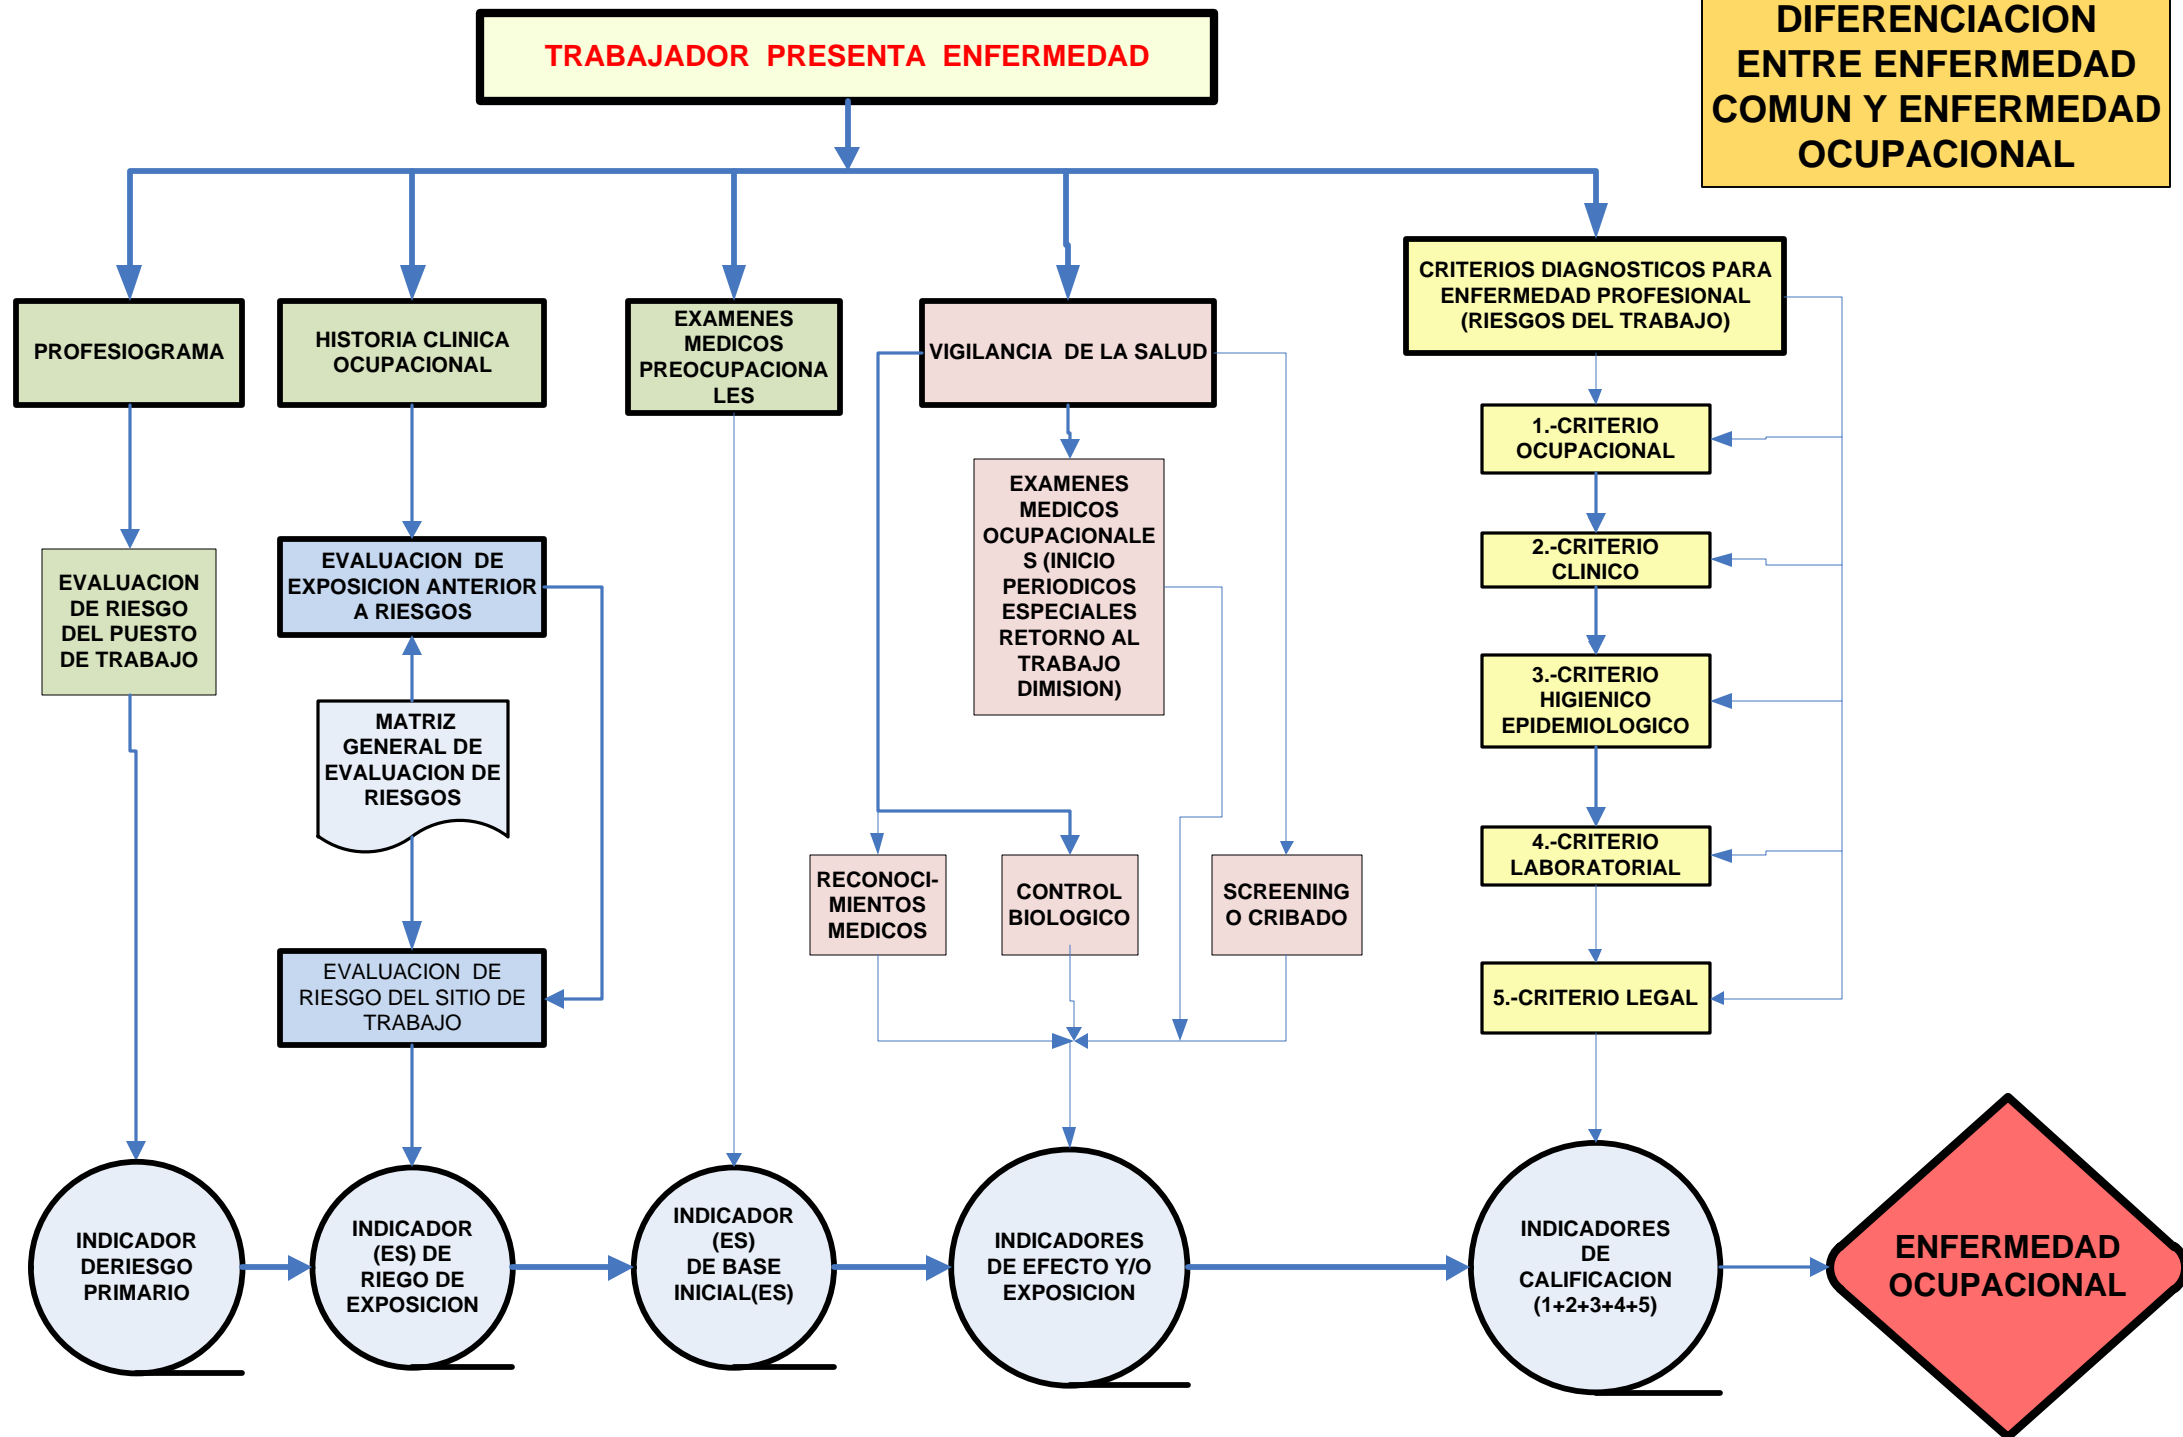 DIFERENCIACION
ENTRE ENFERMEDAD
COMUN Y ENFERMEDAD
OCUPACIONAL
TRABAJADOR PRESENTA ENFERMEDAD
PROFESIOGRAMA
HISTORIA CLINICA
OCUPACIONAL
EXAMENES
MEDICOS
PREOCUPACIONA
LES
VIGILANCIA DE LA SALUD
CRITERIOS DIAGNOSTICOS PARA
ENFERMEDAD PROFESIONAL
(RIESGOS DEL TRABAJO)
EVALUACION
DE RIESGO
DEL PUESTO
DE TRABAJO
EVALUACION DE
EXPOSICION ANTERIOR
A RIESGOS
MATRIZ
GENERAL DE
EVALUACION DE
RIESGOS
EVALUACION DE
RIESGO DEL SITIO DE
TRABAJO
EXAMENES
MEDICOS
OCUPACIONALE
S (INICIO
PERIODICOS
ESPECIALES
RETORNO AL
TRABAJO
DIMISION)
RECONOCI-
MIENTOS
MEDICOS
CONTROL
BIOLOGICO
SCREENING
O CRIBADO
1.-CRITERIO
OCUPACIONAL
2.-CRITERIO
CLINICO
3.-CRITERIO
HIGIENICO
EPIDEMIOLOGICO
4.-CRITERIO
LABORATORIAL
5.-CRITERIO LEGAL
INDICADOR
DERIESGO
PRIMARIO
INDICADOR
(ES) DE
RIEGO DE
EXPOSICION
INDICADOR
(ES)
DE BASE
INICIAL(ES)
INDICADORES
DE EFECTO Y/O
EXPOSICION
INDICADORES
DE
CALIFICACION
(1+2+3+4+5)
ENFERMEDAD
OCUPACIONAL